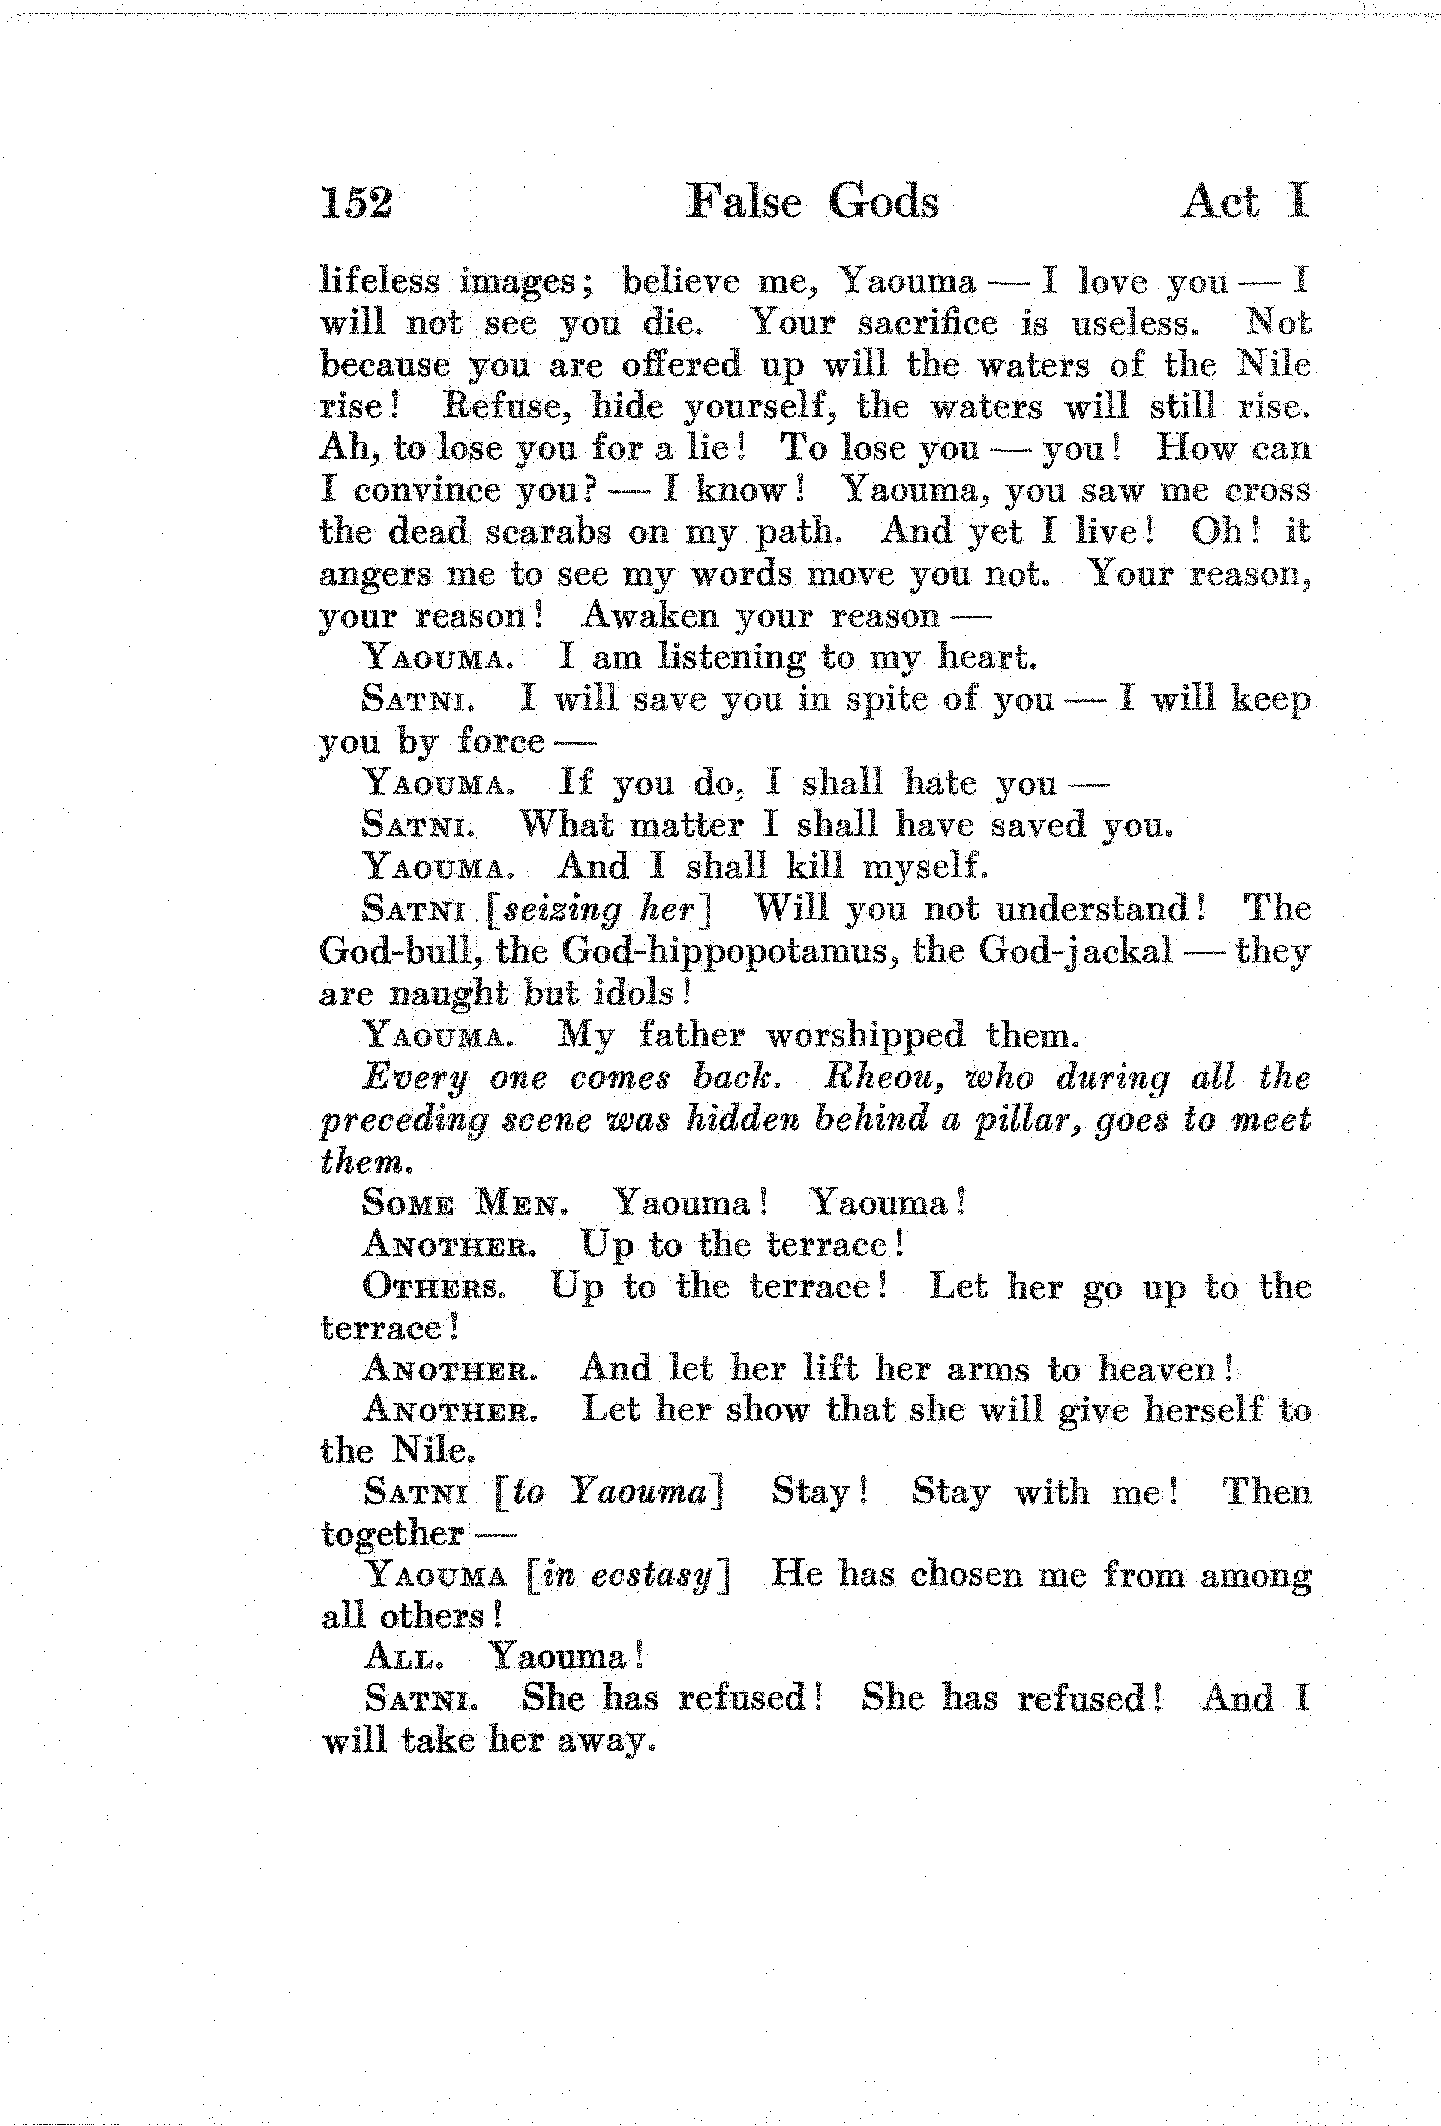 152 False Gods Act I
lifeless images; believe me, Yaouma — I love you — I
will not see you die. Your sacrifice is useless. Not
because you are offered up will the waters of the Nile
rise! Refuse, hide yourself, the waters will still rise.
Ah, to lose you for a lie! To lose you — you! How can
I convince you? — I know! Yaouma, you saw me cross
the dead scarabs on my path. And yet I live! Oh! it
angers me to see my words move you not. Your reason,
your reason! Awaken your reason —
YAOUMA. I am listening to my heart.
SATNI. I will save you in spite of you — I will keep
you by force —
YAOUMA. If you do, I shall hate you —
SATNI. What matter I shall have saved you.
YAOUMA. And I shall kill myself.
SATNI [seizing her] Will you not understand! The
God-bull, the God-hippopotamus, the God-jackal — they
are naught but idols!
YAOUMA. My father worshipped them.
Every one comes back. Rheou, who during all the
preceding scene was hidden behind a pillar, goes to meet
them.
SOME MEN. Yaouma! Yaouma!
ANOTHER. Up to the terrace!
OTHERS. Up to the terrace! Let her go up to the
terrace!
ANOTHER. And let her lift her arms to heaven!
ANOTHER. Let her show that she will give herself to
the Nile.
SATNI [to Yaouma] Stay! Stay with me! Then
together —
YAOUMA [in ecstasy] He has chosen me from among
all others!
ALL. Yaouma!
SATNI. She has refused! She has refused! And I
will take her away.